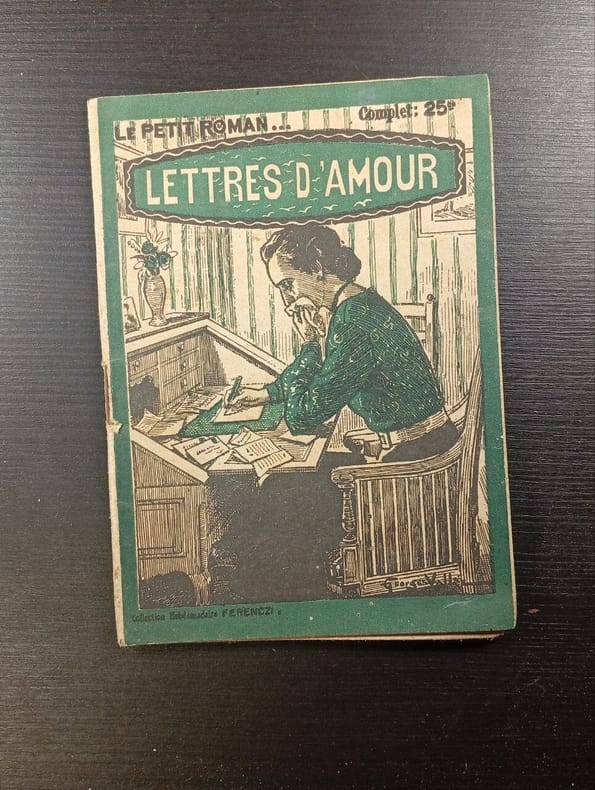 LE PETIT ROMAN...
Complet: 25c
LETTRES D'AMOUR
Collection Hebdomadaire FERENCZI